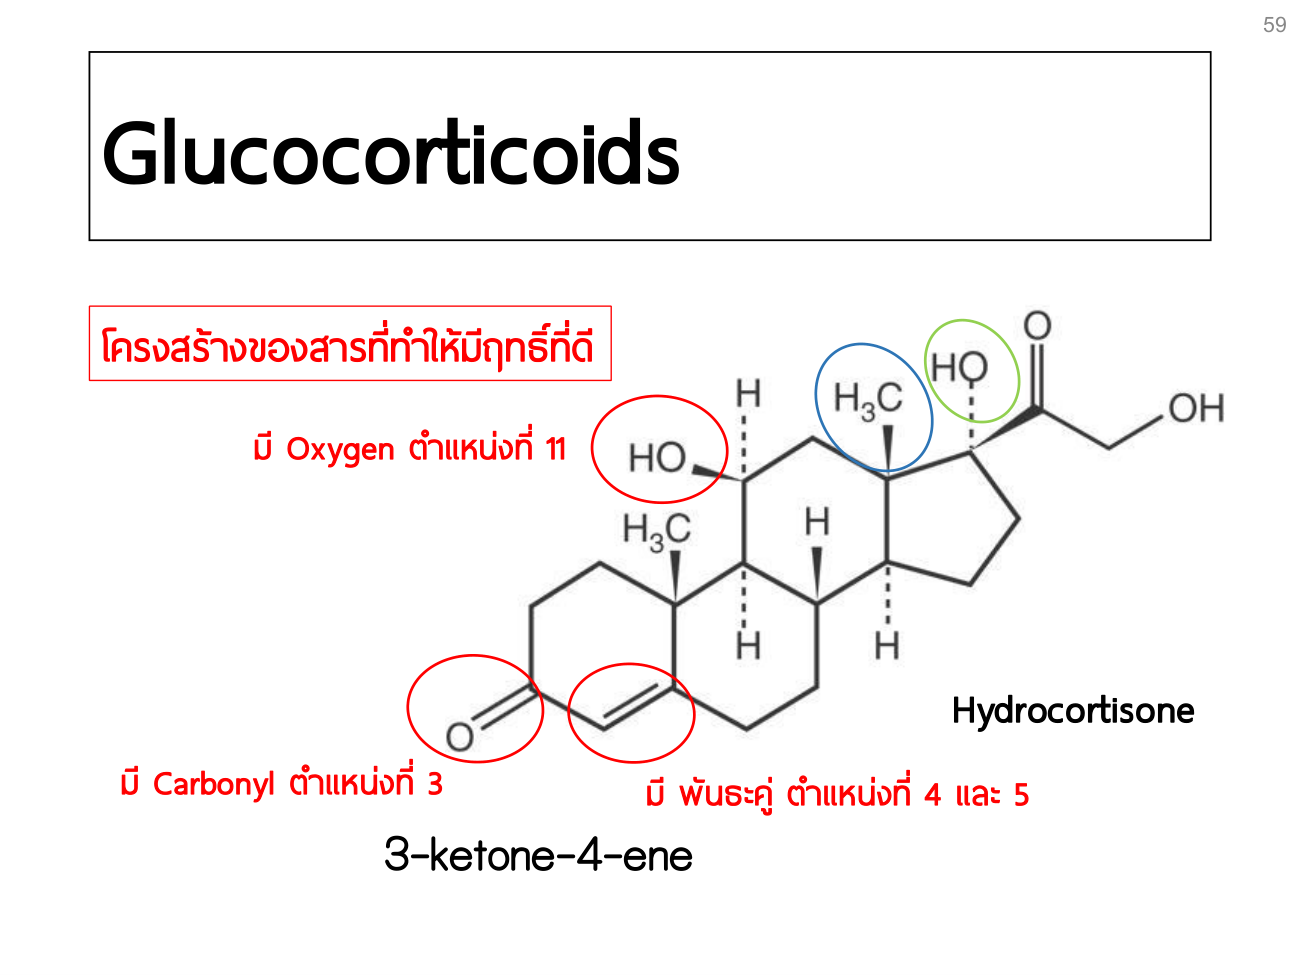 59
Glucocorticoids
โครงสร้างของสารที่ทำให้มีฤทธิ์ที่ดี
O
HO
H
H₃C
OH
มี Oxygen ตำแหน่งที่ 11
HO
H₃C
H
H
H
Hydrocortisone
O
มี Carbonyl ตำแหน่งที่ 3
มี พันธะคู่ ตำแหน่งที่ 4 และ 5
3-ketone-4-ene